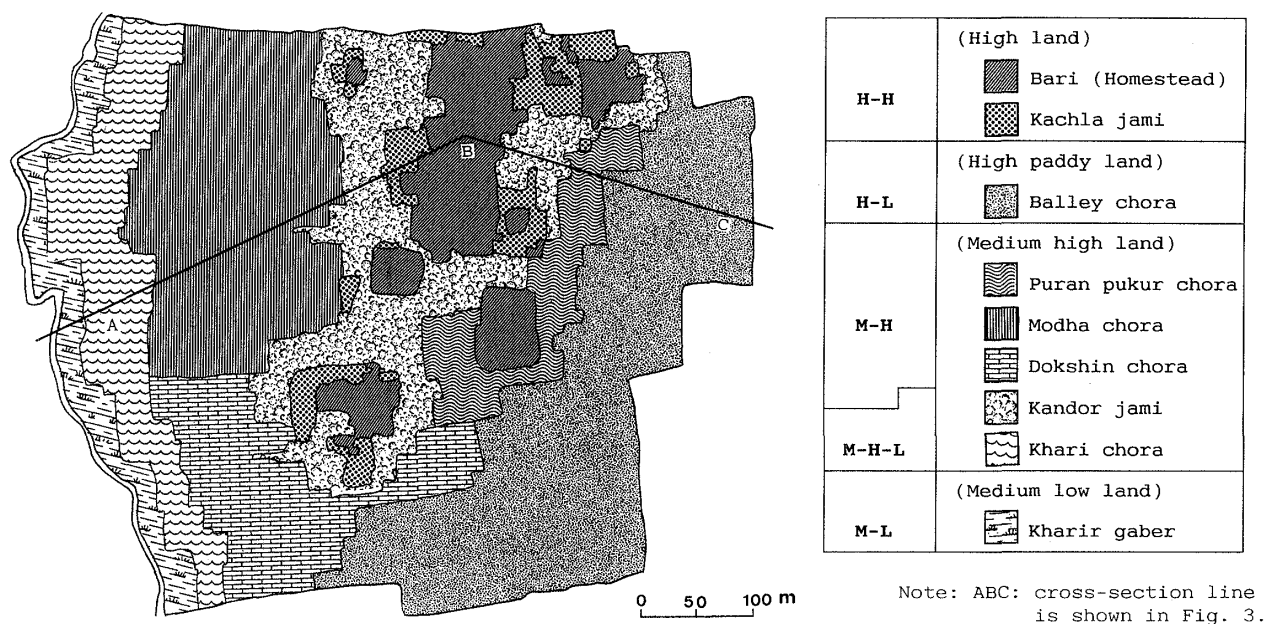 A
B
C
0 50 100 m
(High land)
H-H
Bari (Homestead)
Kachla jami
(High paddy land)
H-L
Balley chora
(Medium high land)
Puran pukur chora
M-H
Modha chora
Dokshin chora
Kandor jami
M-H-L
Khari chora
(Medium low land)
M-L
Kharir gaber
Note: ABC: cross-section line
is shown in Fig. 3.